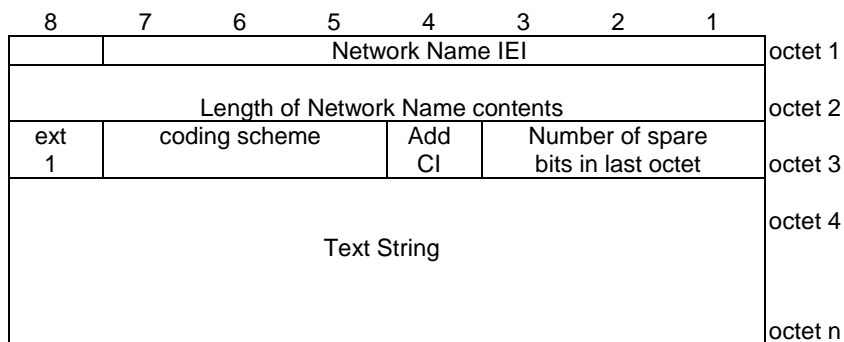 8 7 6 5 4 3 2 1
Network Name IEI octet 1
Length of Network Name contents octet 2
ext coding scheme Add Number of spare
1 CI bits in last octet octet 3
octet 4
Text String
octet n